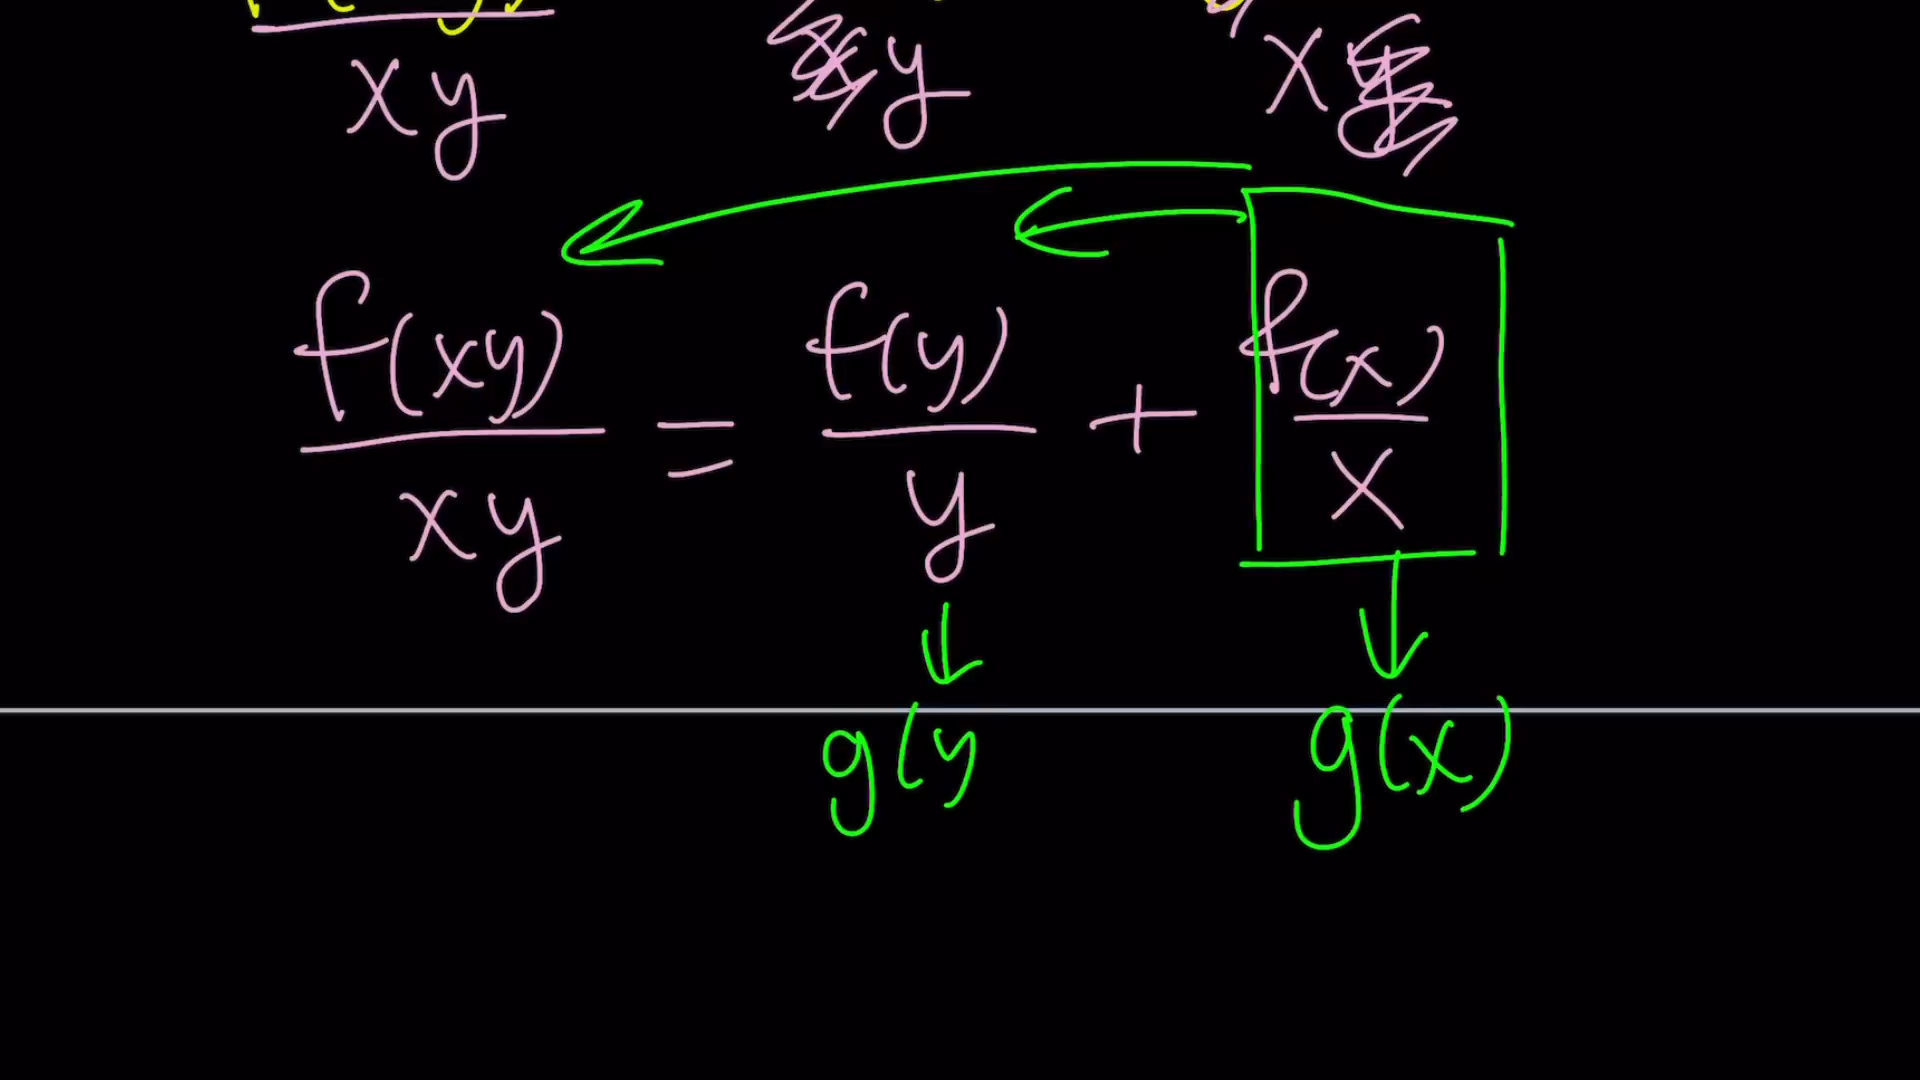 xy y x
f(xy)/xy = f(y)/y + f(x)/x
g(y g(x)